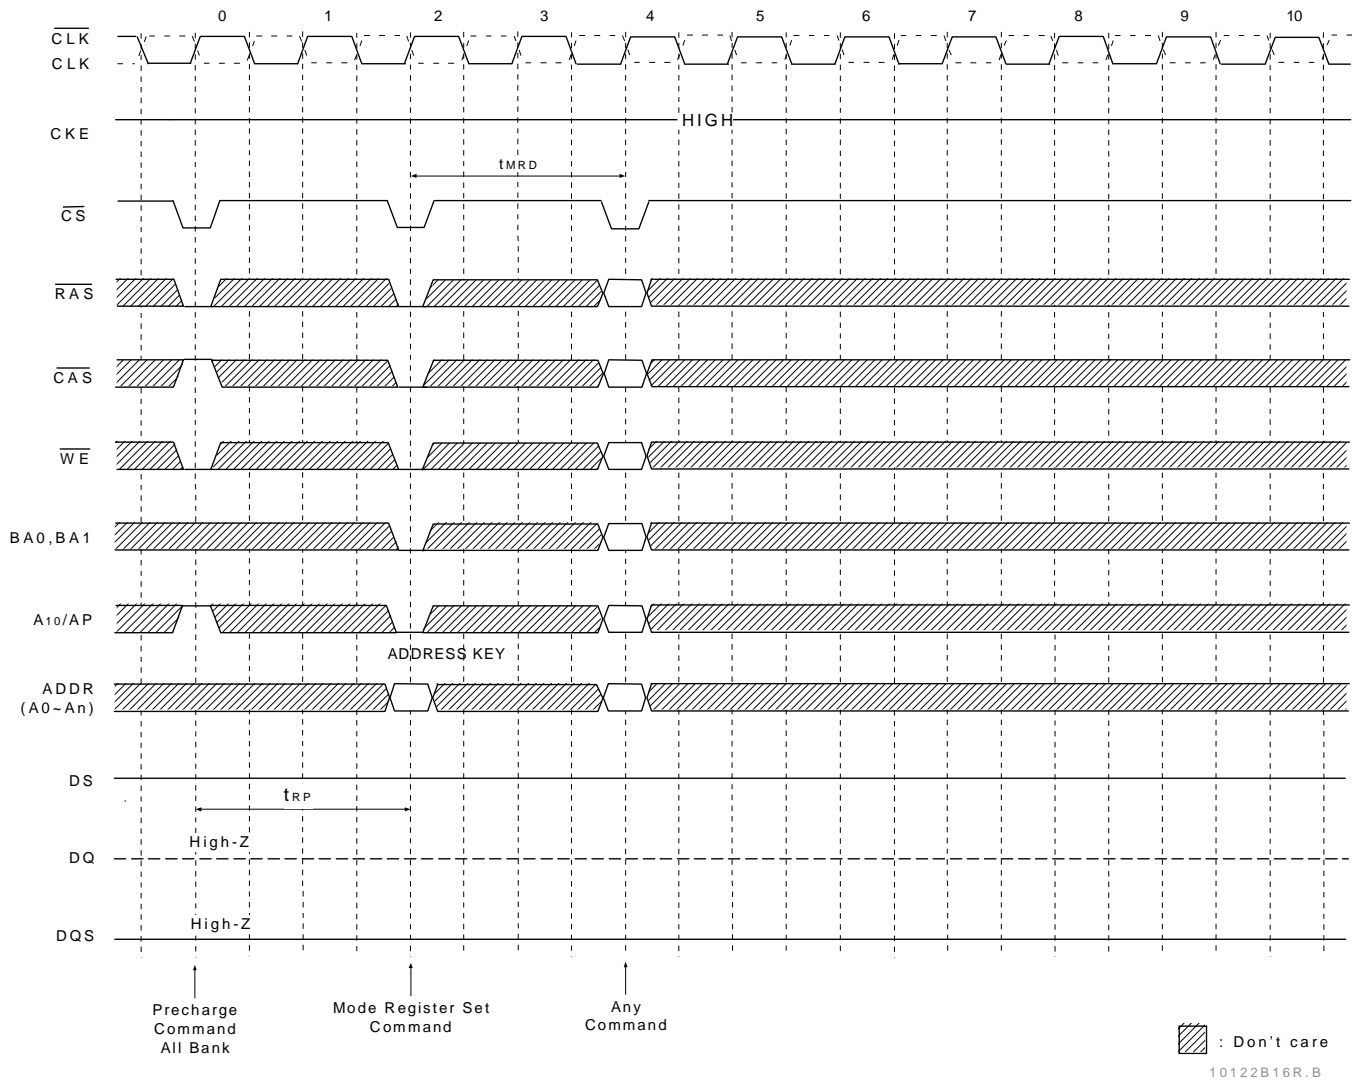 0 1 2 3 4 5 6 7 8 9 10
CLK
CLK
CKE
HIGH
tMRD
CS
RAS
CAS
WE
BA0,BA1
A10/AP
ADDRESS KEY
ADDR
(A0~An)
DS
tRP
High-Z
DQ
High-Z
DQS
Precharge
Command
All Bank
Mode Register Set
Command
Any
Command
: Don't care
10122B16R.B